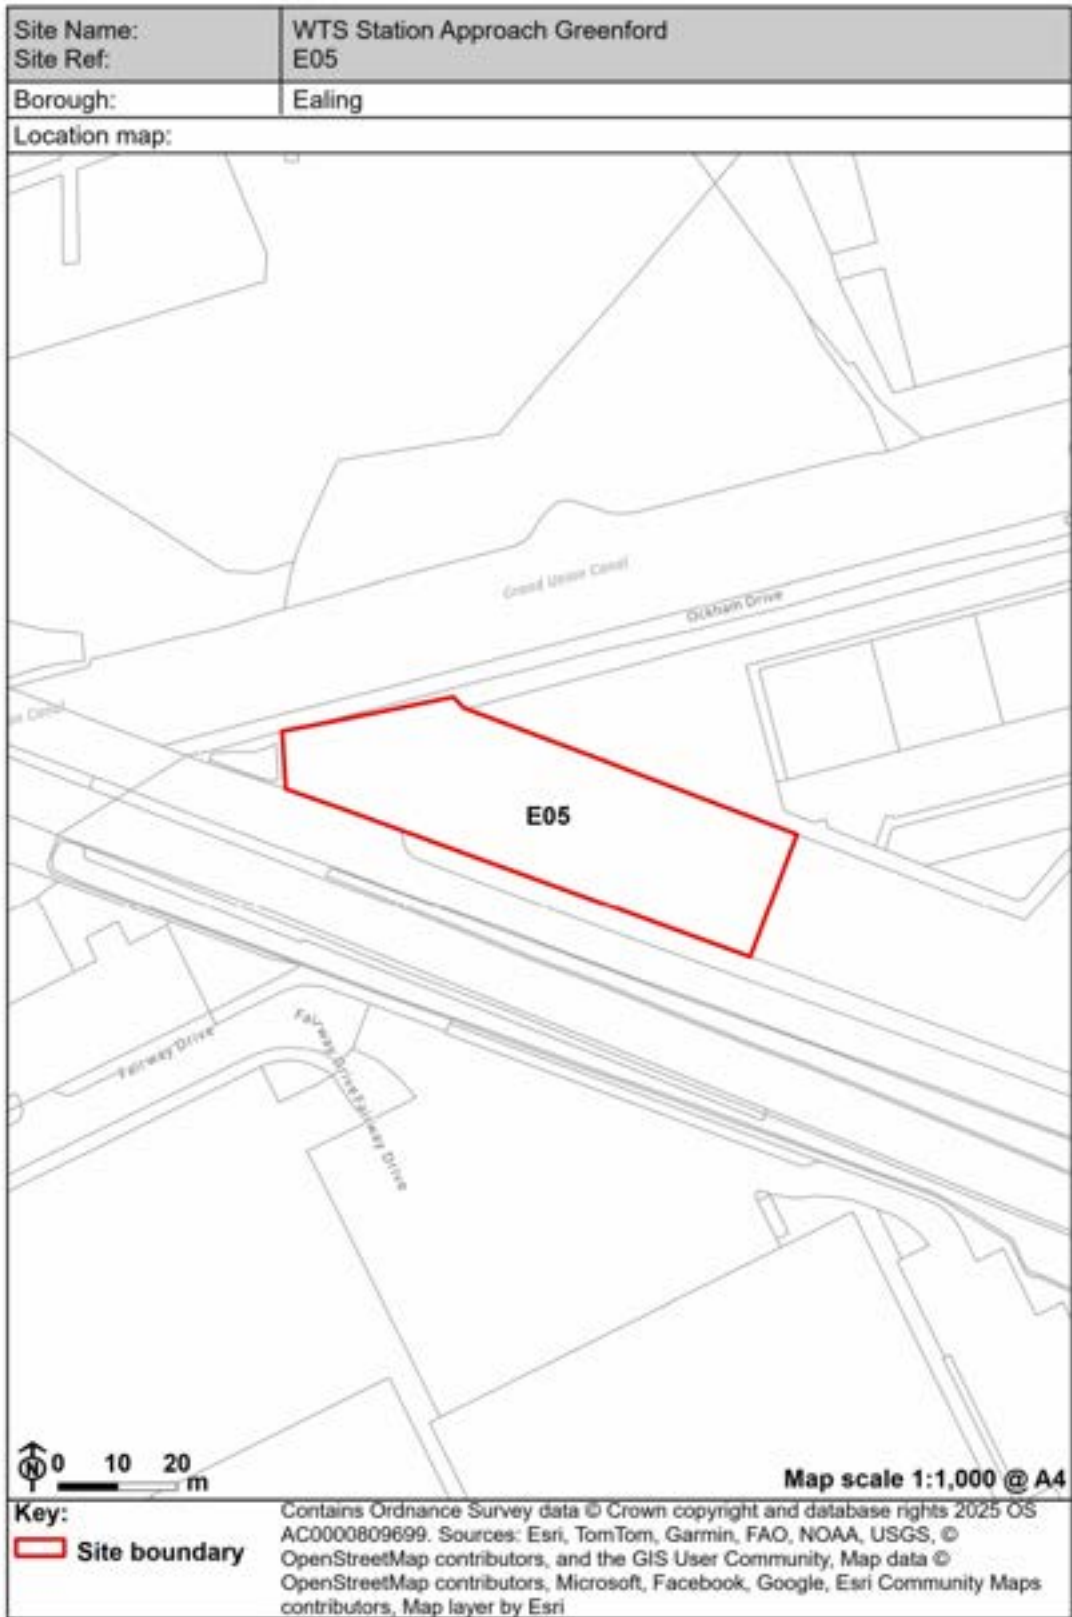 Site Name: WTS Station Approach Greenford
Site Ref: E05
Borough: Ealing
Location map:
Grand Union Canal
Ockham Drive
on Canal
E05
Fairway Drive
Fairway Drive
Fairway Drive
N
0 10 20
m
Map scale 1:1,000 @ A4
Key:
Site boundary
Contains Ordnance Survey data © Crown copyright and database rights 2025 OS
AC0000809699. Sources: Esri, TomTom, Garmin, FAO, NOAA, USGS, ©
OpenStreetMap contributors, and the GIS User Community, Map data ©
OpenStreetMap contributors, Microsoft, Facebook, Google, Esri Community Maps
contributors, Map layer by Esri